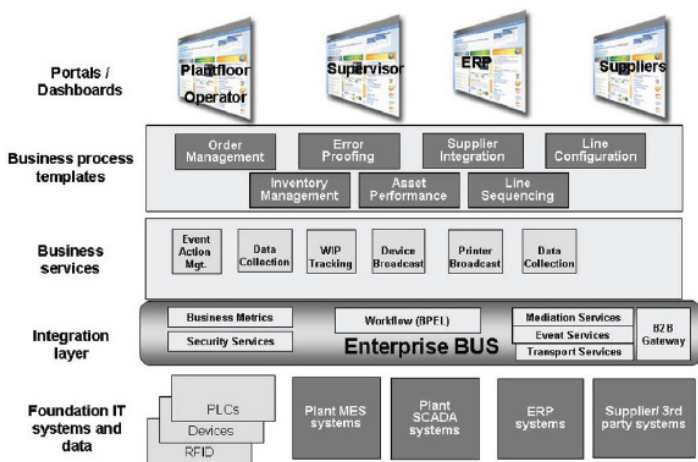 Portals /
Dashboards
Plantfloor
Operator
Supervisor
ERP
Suppliers
Business process
templates
Order
Management
Error
Proofing
Supplier
Integration
Line
Configuration
Inventory
Management
Asset
Performance
Line
Sequencing
Business
services
Event
Action
Mgt.
Data
Collection
WIP
Tracking
Device
Broadcast
Printer
Broadcast
Data
Collection
Integration
layer
Business Metrics
Security Services
Workflow (BPEL)
Enterprise BUS
Mediation Services
Event Services
Transport Services
B2B
Gateway
Foundation IT
systems and
data
PLCs
Devices
RFID
Plant MES
systems
Plant
SCADA
systems
ERP
systems
Supplier/ 3rd
party systems